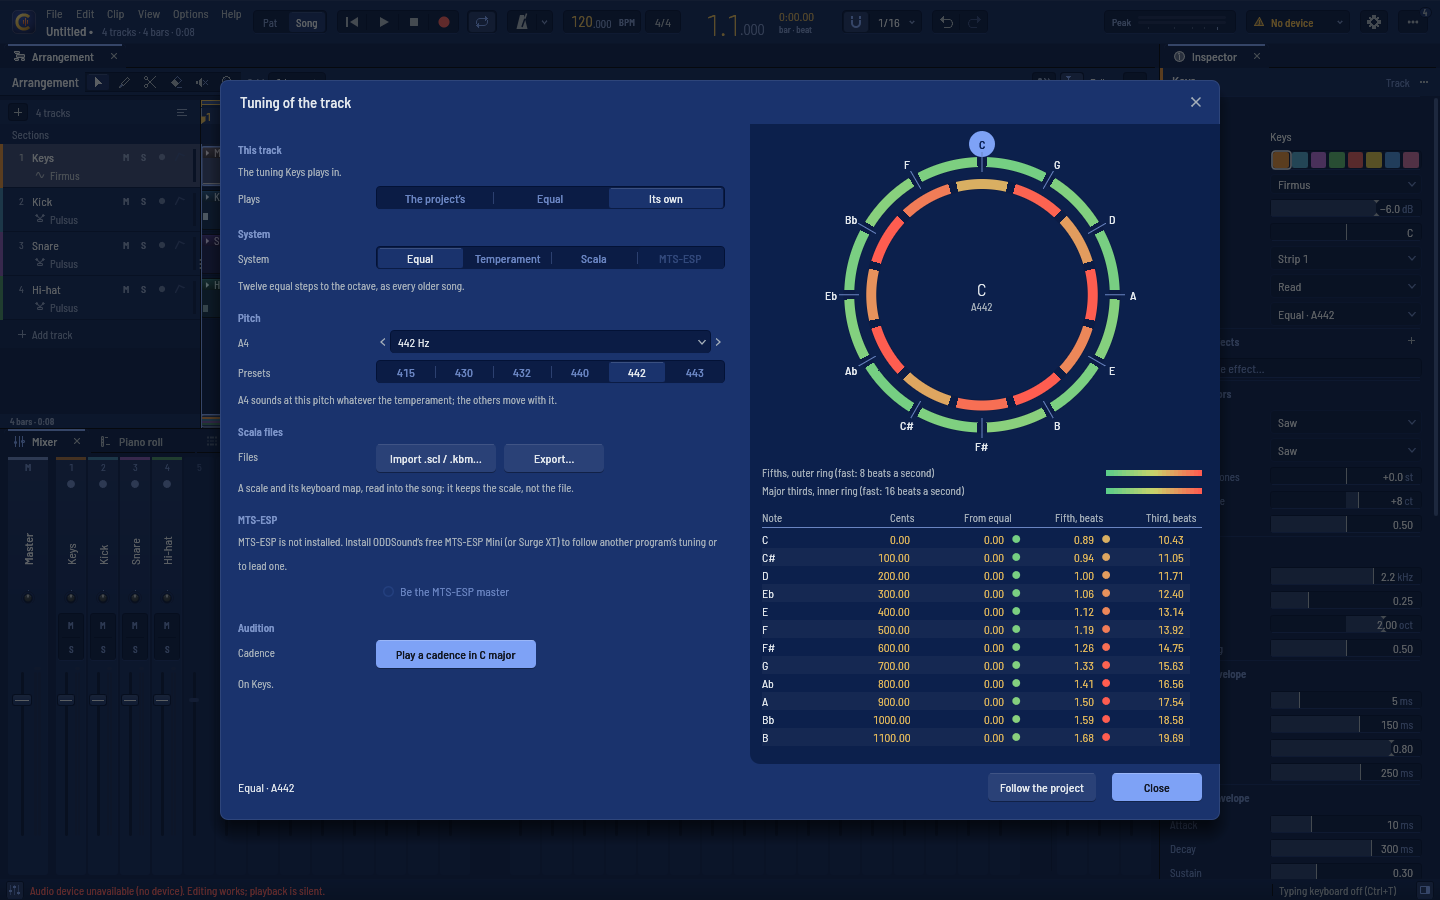 File Edit Clip View Options Help
Untitled • 4 tracks · 4 bars · 0:08
Pat Song
120.000 BPM 4/4
1.1.000
0:00.00
bar · beat
1/16
Peak
No device
4
Arrangement
Inspector
Arrangement
Track
4 tracks
1
Sections
1 Keys M S
Firmus
2 Kick M S
Pulsus
3 Snare M S
Pulsus
4 Hi-hat M S
Pulsus
Add track
4 bars · 0:08
Mixer
Piano roll
M 1 2 3 4 5
Master
Keys
Kick
Snare
Hi-hat
M M M M
S S S S
Tuning of the track
This track
The tuning Keys plays in.
Plays
The project's Equal Its own
System
System
Equal Temperament Scala MTS-ESP
Twelve equal steps to the octave, as every older song.
Pitch
A4
442 Hz
Presets
415 430 432 440 442 443
A4 sounds at this pitch whatever the temperament; the others move with it.
Scala files
Files
Import .scl / .kbm...
Export...
A scale and its keyboard map, read into the song: it keeps the scale, not the file.
MTS-ESP
MTS-ESP is not installed. Install ODDSound's free MTS-ESP Mini (or Surge XT) to follow another program's tuning or
to lead one.
Be the MTS-ESP master
Audition
Cadence
Play a cadence in C major
On Keys.
C
G
D
A
E
B
F#
C#
Ab
Eb
Bb
F
C
A442
Fifths, outer ring (fast: 8 beats a second)
Major thirds, inner ring (fast: 16 beats a second)
Note Cents From equal Fifth, beats Third, beats
C 0.00 0.00 0.89 10.43
C# 100.00 0.00 0.94 11.05
D 200.00 0.00 1.00 11.71
Eb 300.00 0.00 1.06 12.40
E 400.00 0.00 1.12 13.14
F 500.00 0.00 1.19 13.92
F# 600.00 0.00 1.26 14.75
G 700.00 0.00 1.33 15.63
Ab 800.00 0.00 1.41 16.56
A 900.00 0.00 1.50 17.54
Bb 1000.00 0.00 1.59 18.58
B 1100.00 0.00 1.68 19.69
Equal · A442
Follow the project
Close
Keys
Firmus
−6.0 dB
C
Strip 1
Read
Equal · A442
Saw
Saw
+0.0 st
+8 ct
0.50
2.2 kHz
0.25
2.00 oct
0.50
5 ms
150 ms
0.80
250 ms
Attack 10 ms
Decay 300 ms
Sustain 0.30
Audio device unavailable (no device). Editing works; playback is silent.
Typing keyboard off (Ctrl+T)